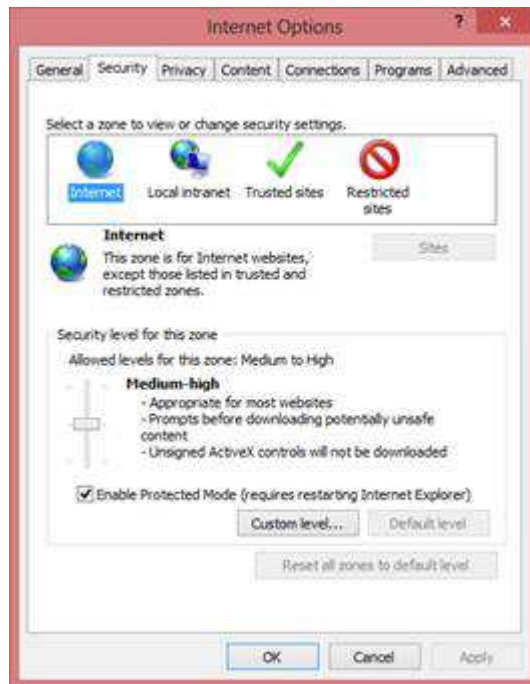 Internet Options
?
General Security Privacy Content Connections Programs Advanced
Select a zone to view or change security settings.
Internet Local intranet Trusted sites Restricted
sites
Internet
Sites
This zone is for Internet websites,
except those listed in trusted and
restricted zones.
Security level for this zone
Allowed levels for this zone: Medium to High
Medium-high
- Appropriate for most websites
- Prompts before downloading potentially unsafe
content
- Unsigned ActiveX controls will not be downloaded
Enable Protected Mode (requires restarting Internet Explorer)
Custom level... Default level
Reset all zones to default level
OK Cancel Apply